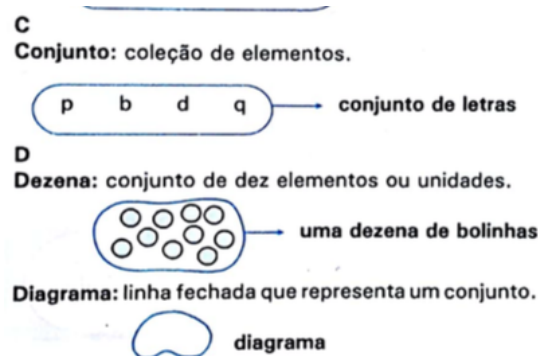 C
Conjunto: coleção de elementos.
p b d q conjunto de letras
D
Dezena: conjunto de dez elementos ou unidades.
uma dezena de bolinhas
Diagrama: linha fechada que representa um conjunto.
diagrama